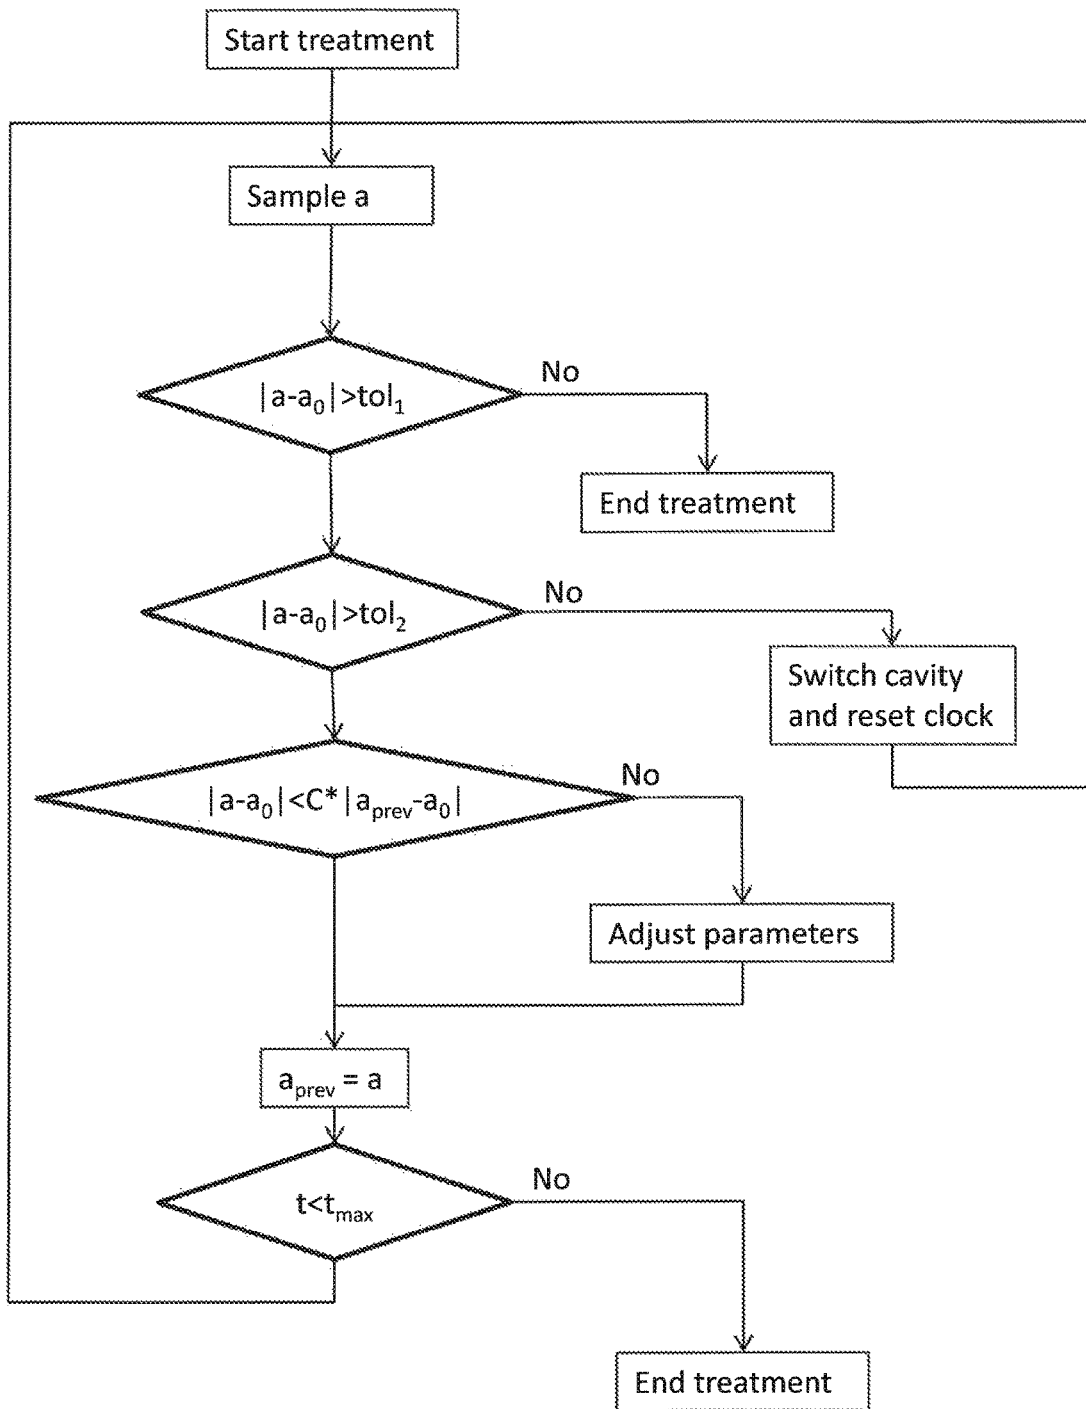 Start treatment
Sample a
|a-a₀|>tol₁
No
End treatment
|a-a₀|>tol₂
No
Switch cavity
and reset clock
|a-a₀|<C*|aₚᵣₑᵥ-a₀|
No
Adjust parameters
aₚᵣₑᵥ = a
t<tₘₐₓ
No
End treatment